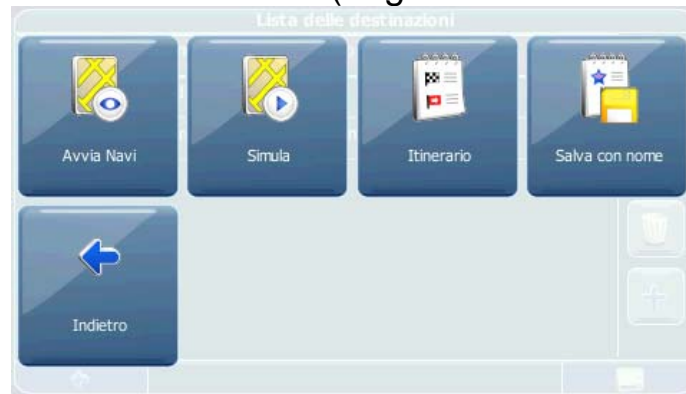 Lista delle destinazioni
Avvia Navi
Simula
Itinerario
Salva con nome
Indietro